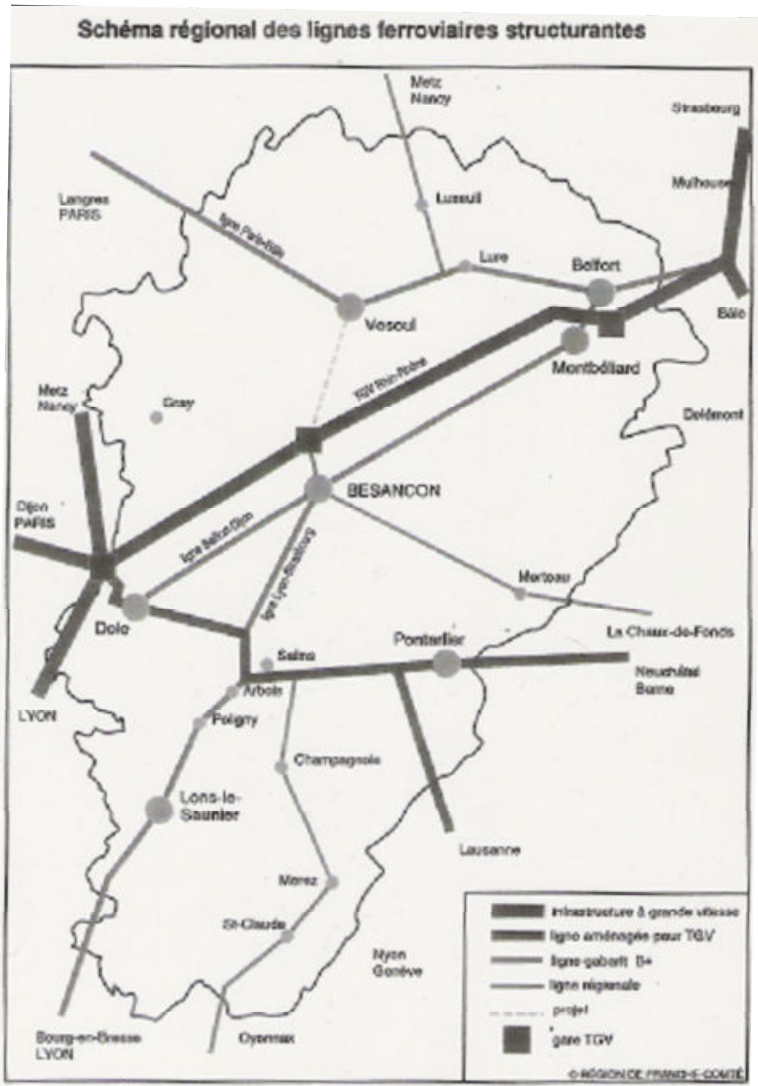 Schéma régional des lignes ferroviaires structurantes
Metz
Nancy
Strasbourg
Mulhouse
Langres
PARIS
ligne Paris-Bâle
Luxeuil
Lure
Belfort
Bâle
Vesoul
Montbéliard
TGV Rhin-Rhône
Metz
Nancy
Gray
Delémont
Dijon
PARIS
BESANCON
ligne Belfort-Dijon
ligne Lyon-Strasbourg
Morteau
La Chaux-de-Fonds
Dole
Pontarlier
Salins
Neuchâtel
Berne
Arbois
LYON
Poligny
Champagnole
Lons-le-
Saunier
Lausanne
Morez
St-Claude
Nyon
Genève
Bourg-en-Bresse
LYON
Oyonnax
infrastructure à grande vitesse
ligne aménagée pour TGV
ligne gabarit B+
ligne régionale
projet
gare TGV
© RÉGION DE FRANCHE-COMTÉ